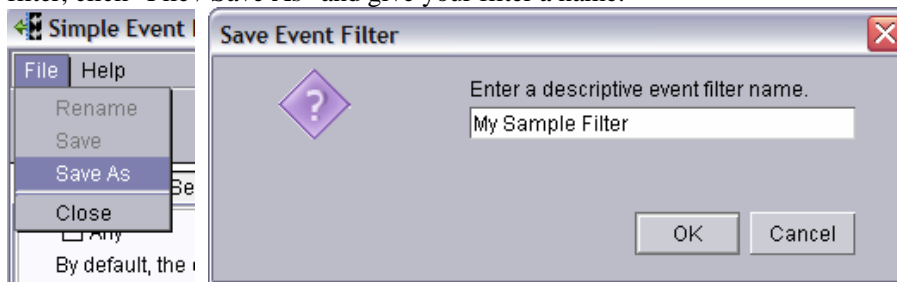 Simple Event
File Help
Rename
Save
Save As
Close
Any
By default, the
Save Event Filter
Enter a descriptive event filter name.
My Sample Filter
OK Cancel